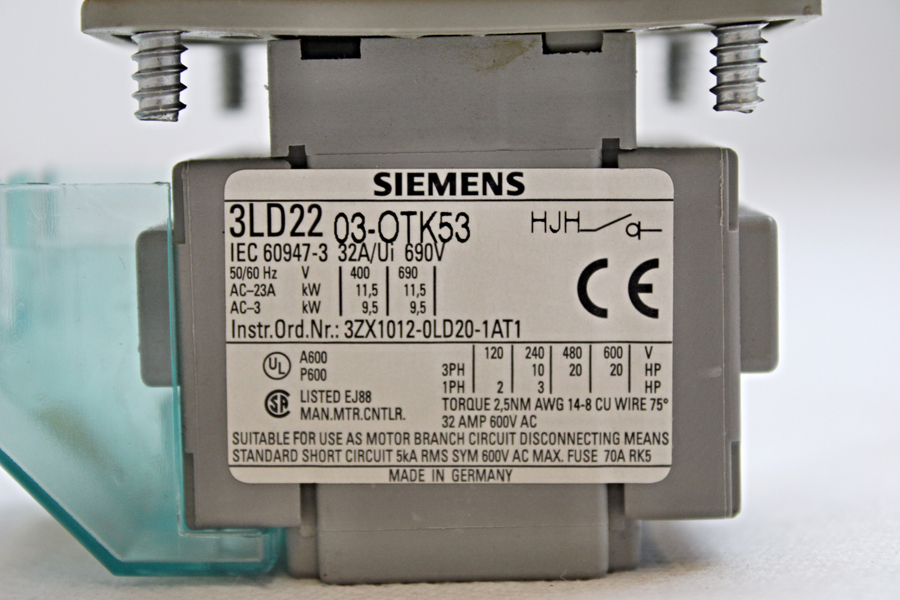 SIEMENS
3LD22 03-0TK53
HJH
IEC 60947-3 32A/Ui 690V
50/60 Hz V 400 690
AC-23A kW 11,5 11,5
AC-3 kW 9,5 9,5
CE
Instr.Ord.Nr.: 3ZX1012-0LD20-1AT1
UL A600
P600
120 240 480 600 V
3PH 10 20 20 HP
1PH 2 3 HP
SA LISTED EJ88
MAN.MTR.CNTLR.
TORQUE 2,5NM AWG 14-8 CU WIRE 75°
32 AMP 600V AC
SUITABLE FOR USE AS MOTOR BRANCH CIRCUIT DISCONNECTING MEANS
STANDARD SHORT CIRCUIT 5kA RMS SYM 600V AC MAX. FUSE 70A RK5
MADE IN GERMANY